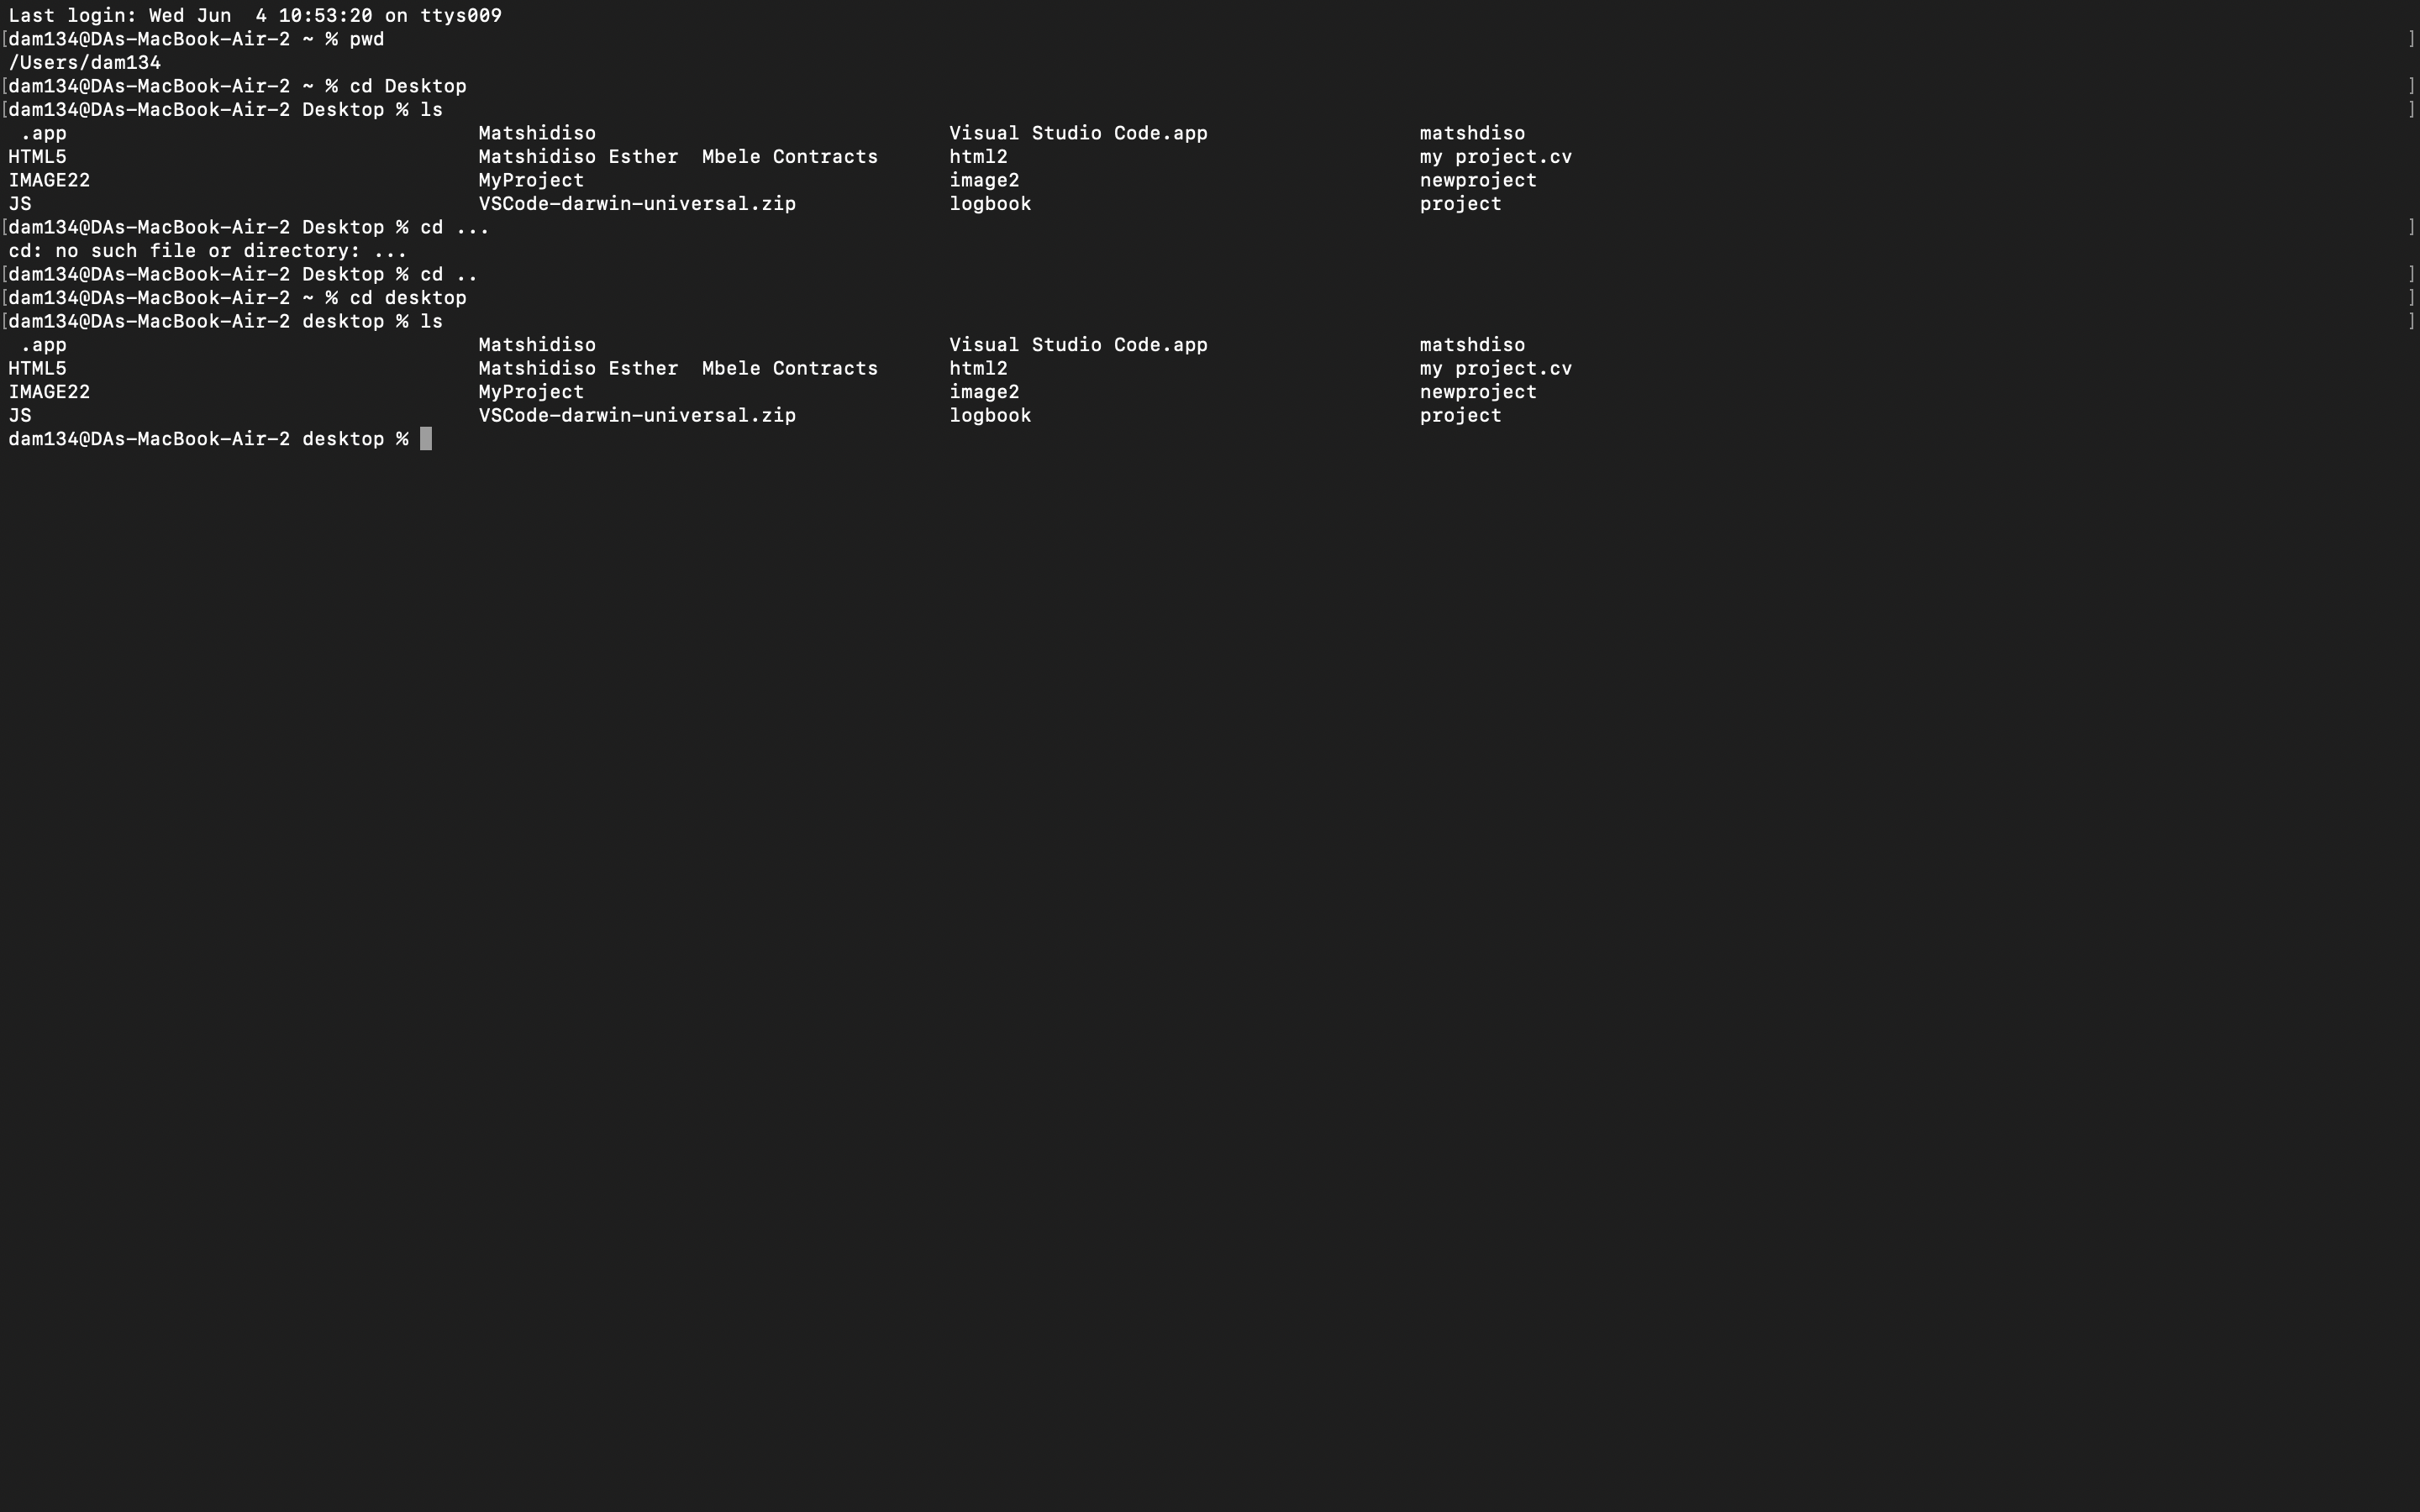 Last login: Wed Jun  4 10:53:20 on ttys009
[dam134@DAs-MacBook-Air-2 ~ % pwd ]
/Users/dam134
[dam134@DAs-MacBook-Air-2 ~ % cd Desktop ]
[dam134@DAs-MacBook-Air-2 Desktop % ls ]
 .app Matshidiso Visual Studio Code.app matshdiso
HTML5 Matshidiso Esther  Mbele Contracts html2 my project.cv
IMAGE22 MyProject image2 newproject
JS VSCode-darwin-universal.zip logbook project
[dam134@DAs-MacBook-Air-2 Desktop % cd ... ]
cd: no such file or directory: ...
[dam134@DAs-MacBook-Air-2 Desktop % cd .. ]
[dam134@DAs-MacBook-Air-2 ~ % cd desktop ]
[dam134@DAs-MacBook-Air-2 desktop % ls ]
 .app Matshidiso Visual Studio Code.app matshdiso
HTML5 Matshidiso Esther  Mbele Contracts html2 my project.cv
IMAGE22 MyProject image2 newproject
JS VSCode-darwin-universal.zip logbook project
dam134@DAs-MacBook-Air-2 desktop %